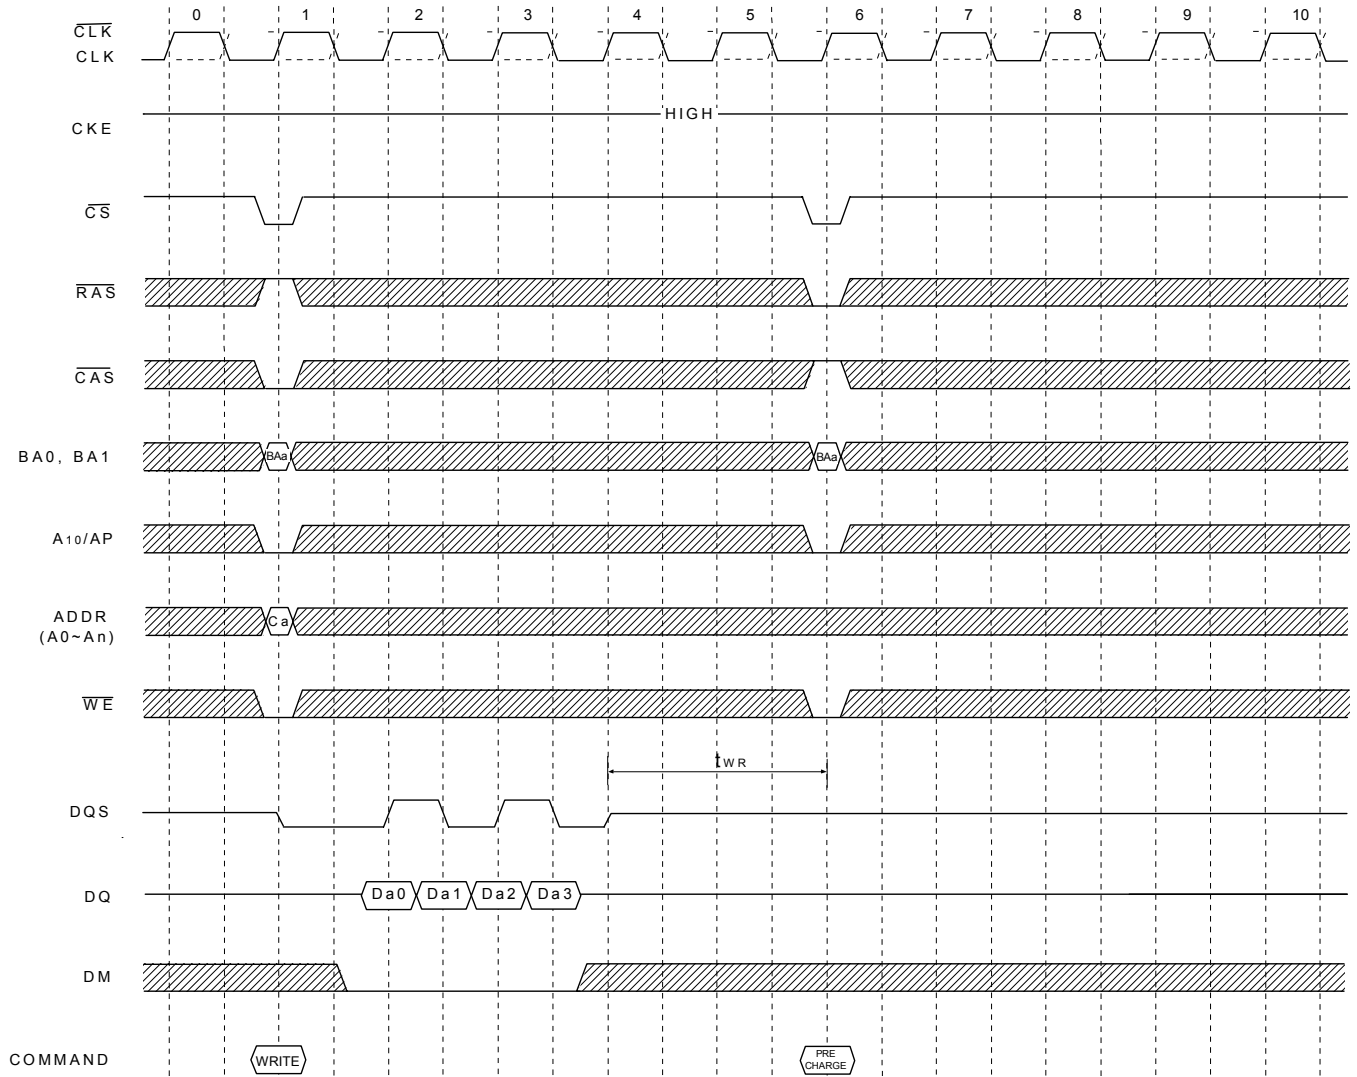 0 1 2 3 4 5 6 7 8 9 10
CLK
CLK
HIGH
CKE
CS
RAS
CAS
BA0, BA1 BAa BAa
A10/AP
ADDR
(A0~An) Ca
WE
tWR
DQS
DQ Da0 Da1 Da2 Da3
DM
COMMAND WRITE PRE
CHARGE